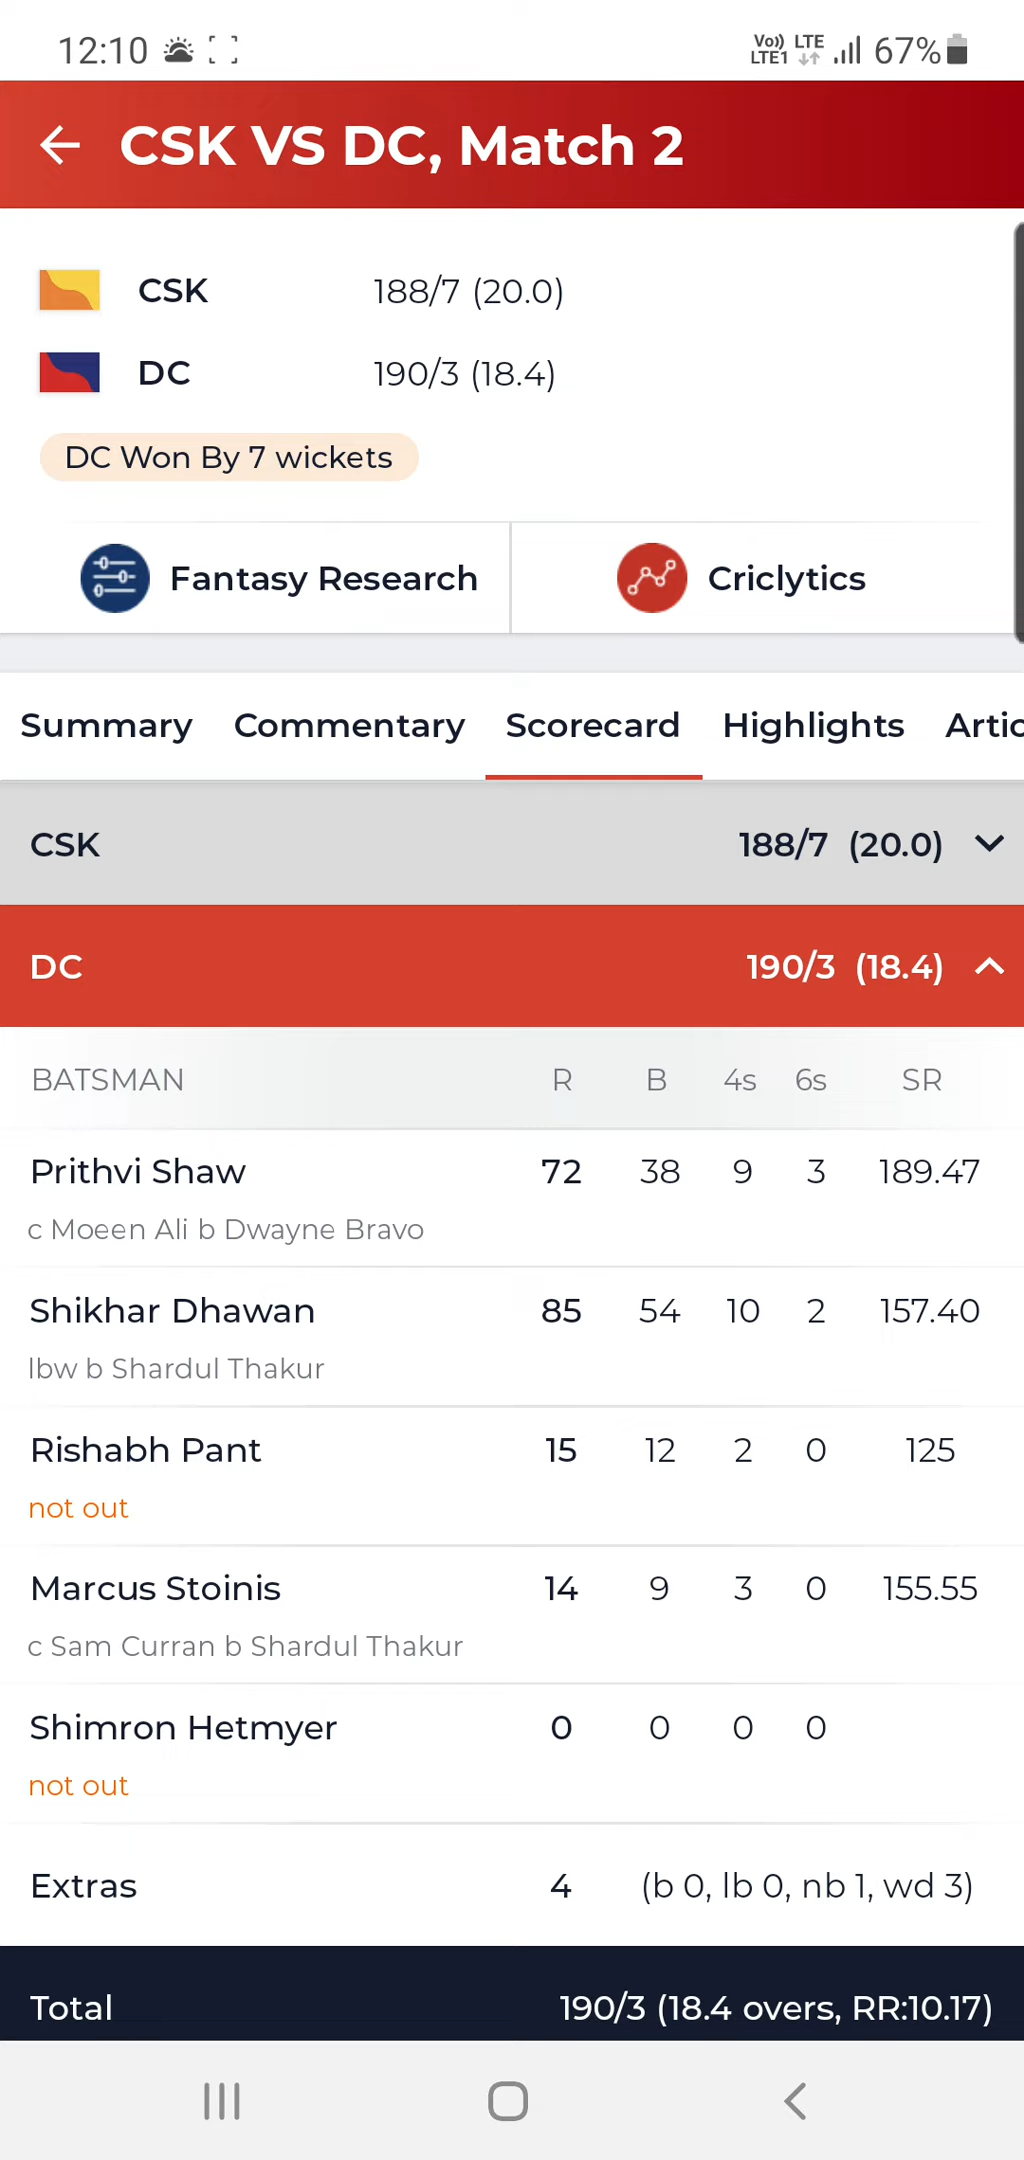 12:10 Vo)) LTE1 LTE 67%
CSK VS DC, Match 2
CSK 188/7 (20.0)
DC 190/3 (18.4)
DC Won By 7 wickets
Fantasy Research Criclytics
Summary Commentary Scorecard Highlights Artic
CSK 188/7 (20.0)
DC 190/3 (18.4)
BATSMAN R B 4s 6s SR
Prithvi Shaw 72 38 9 3 189.47
c Moeen Ali b Dwayne Bravo
Shikhar Dhawan 85 54 10 2 157.40
lbw b Shardul Thakur
Rishabh Pant 15 12 2 0 125
not out
Marcus Stoinis 14 9 3 0 155.55
c Sam Curran b Shardul Thakur
Shimron Hetmyer 0 0 0 0
not out
Extras 4 (b 0, lb 0, nb 1, wd 3)
Total 190/3 (18.4 overs, RR:10.17)